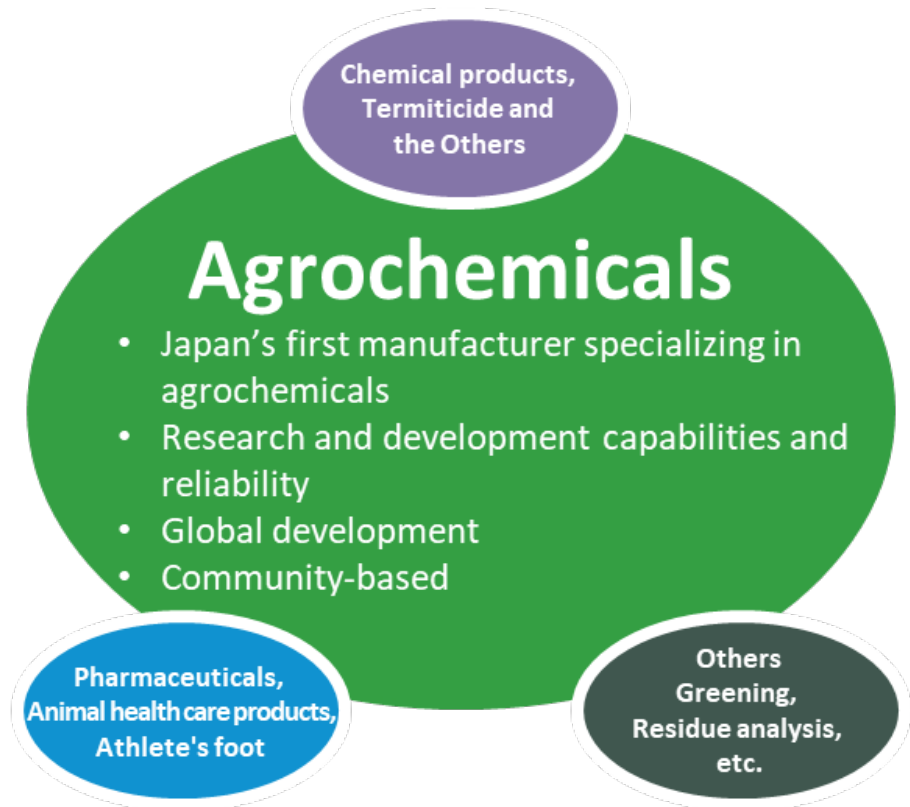 Chemical products,
Termiticide and
the Others
Agrochemicals
• Japan’s first manufacturer specializing in
agrochemicals
• Research and development capabilities and
reliability
• Global development
• Community-based
Pharmaceuticals,
Animal health care products,
Athlete's foot
Others
Greening,
Residue analysis,
etc.